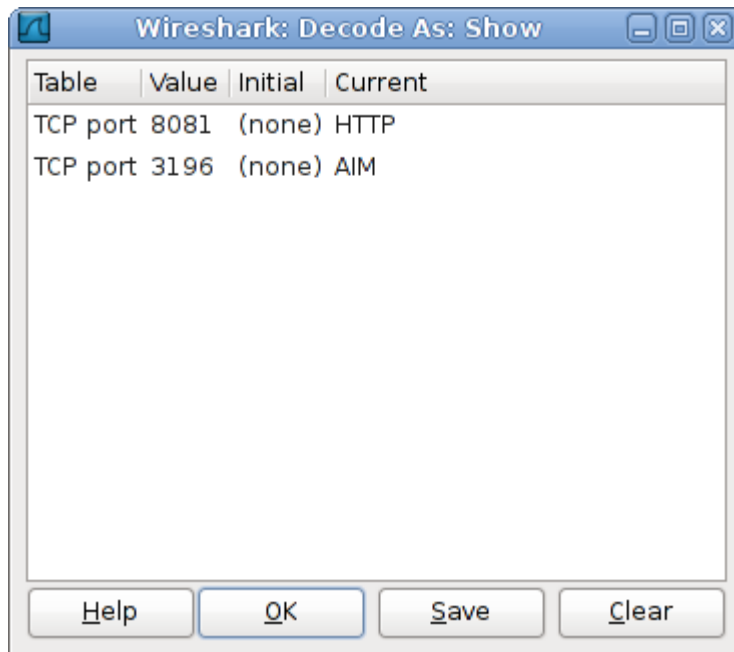 Wireshark: Decode As: Show
Table Value Initial Current
TCP port 8081 (none) HTTP
TCP port 3196 (none) AIM
Help OK Save Clear